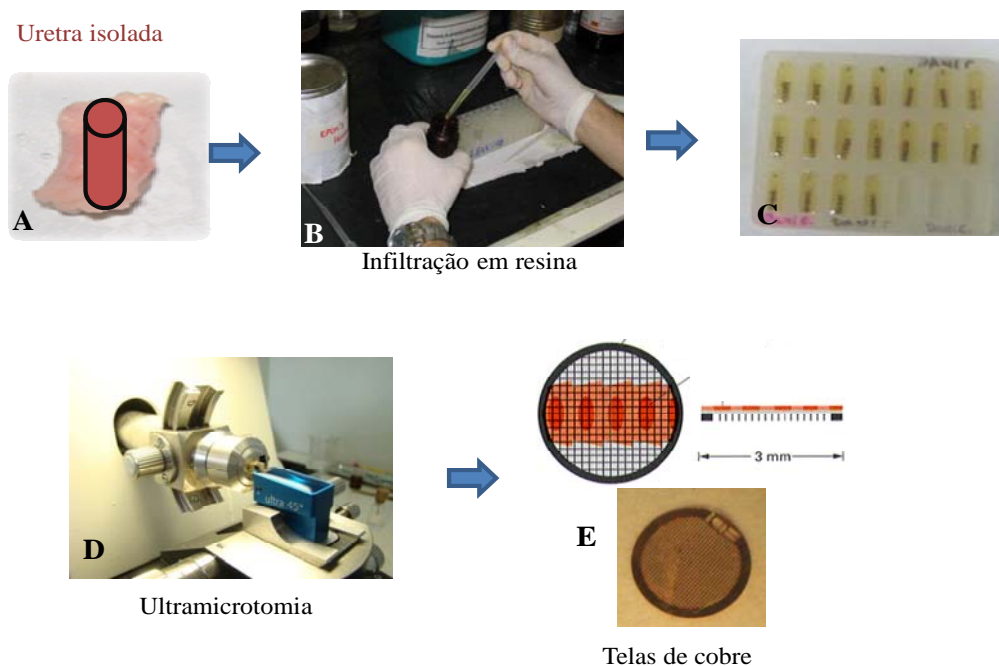 Uretra isolada
A
B
Infiltração em resina
C
D
ultra 45°
Ultramicrotomia
3 mm
E
Telas de cobre